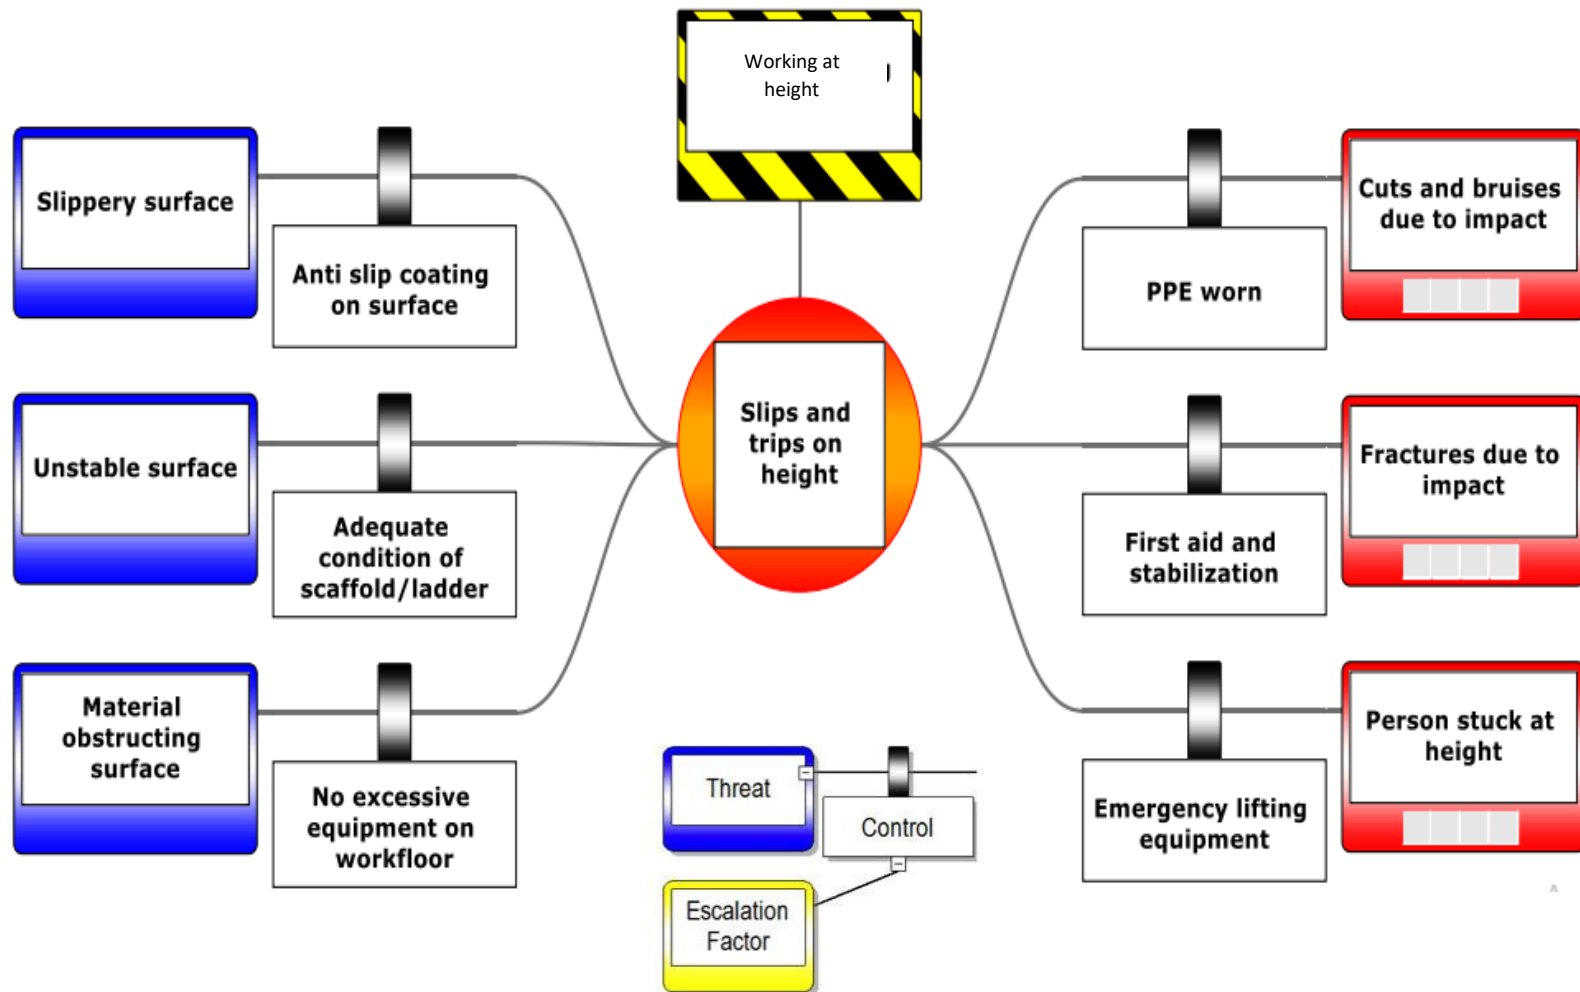 Working at
height
Slippery surface
Anti slip coating
on surface
PPE worn
Cuts and bruises
due to impact
Unstable surface
Adequate
condition of
scaffold/ladder
Slips and
trips on
height
First aid and
stabilization
Fractures due to
impact
Material
obstructing
surface
No excessive
equipment on
workfloor
Threat
Control
Escalation
Factor
Emergency lifting
equipment
Person stuck at
height